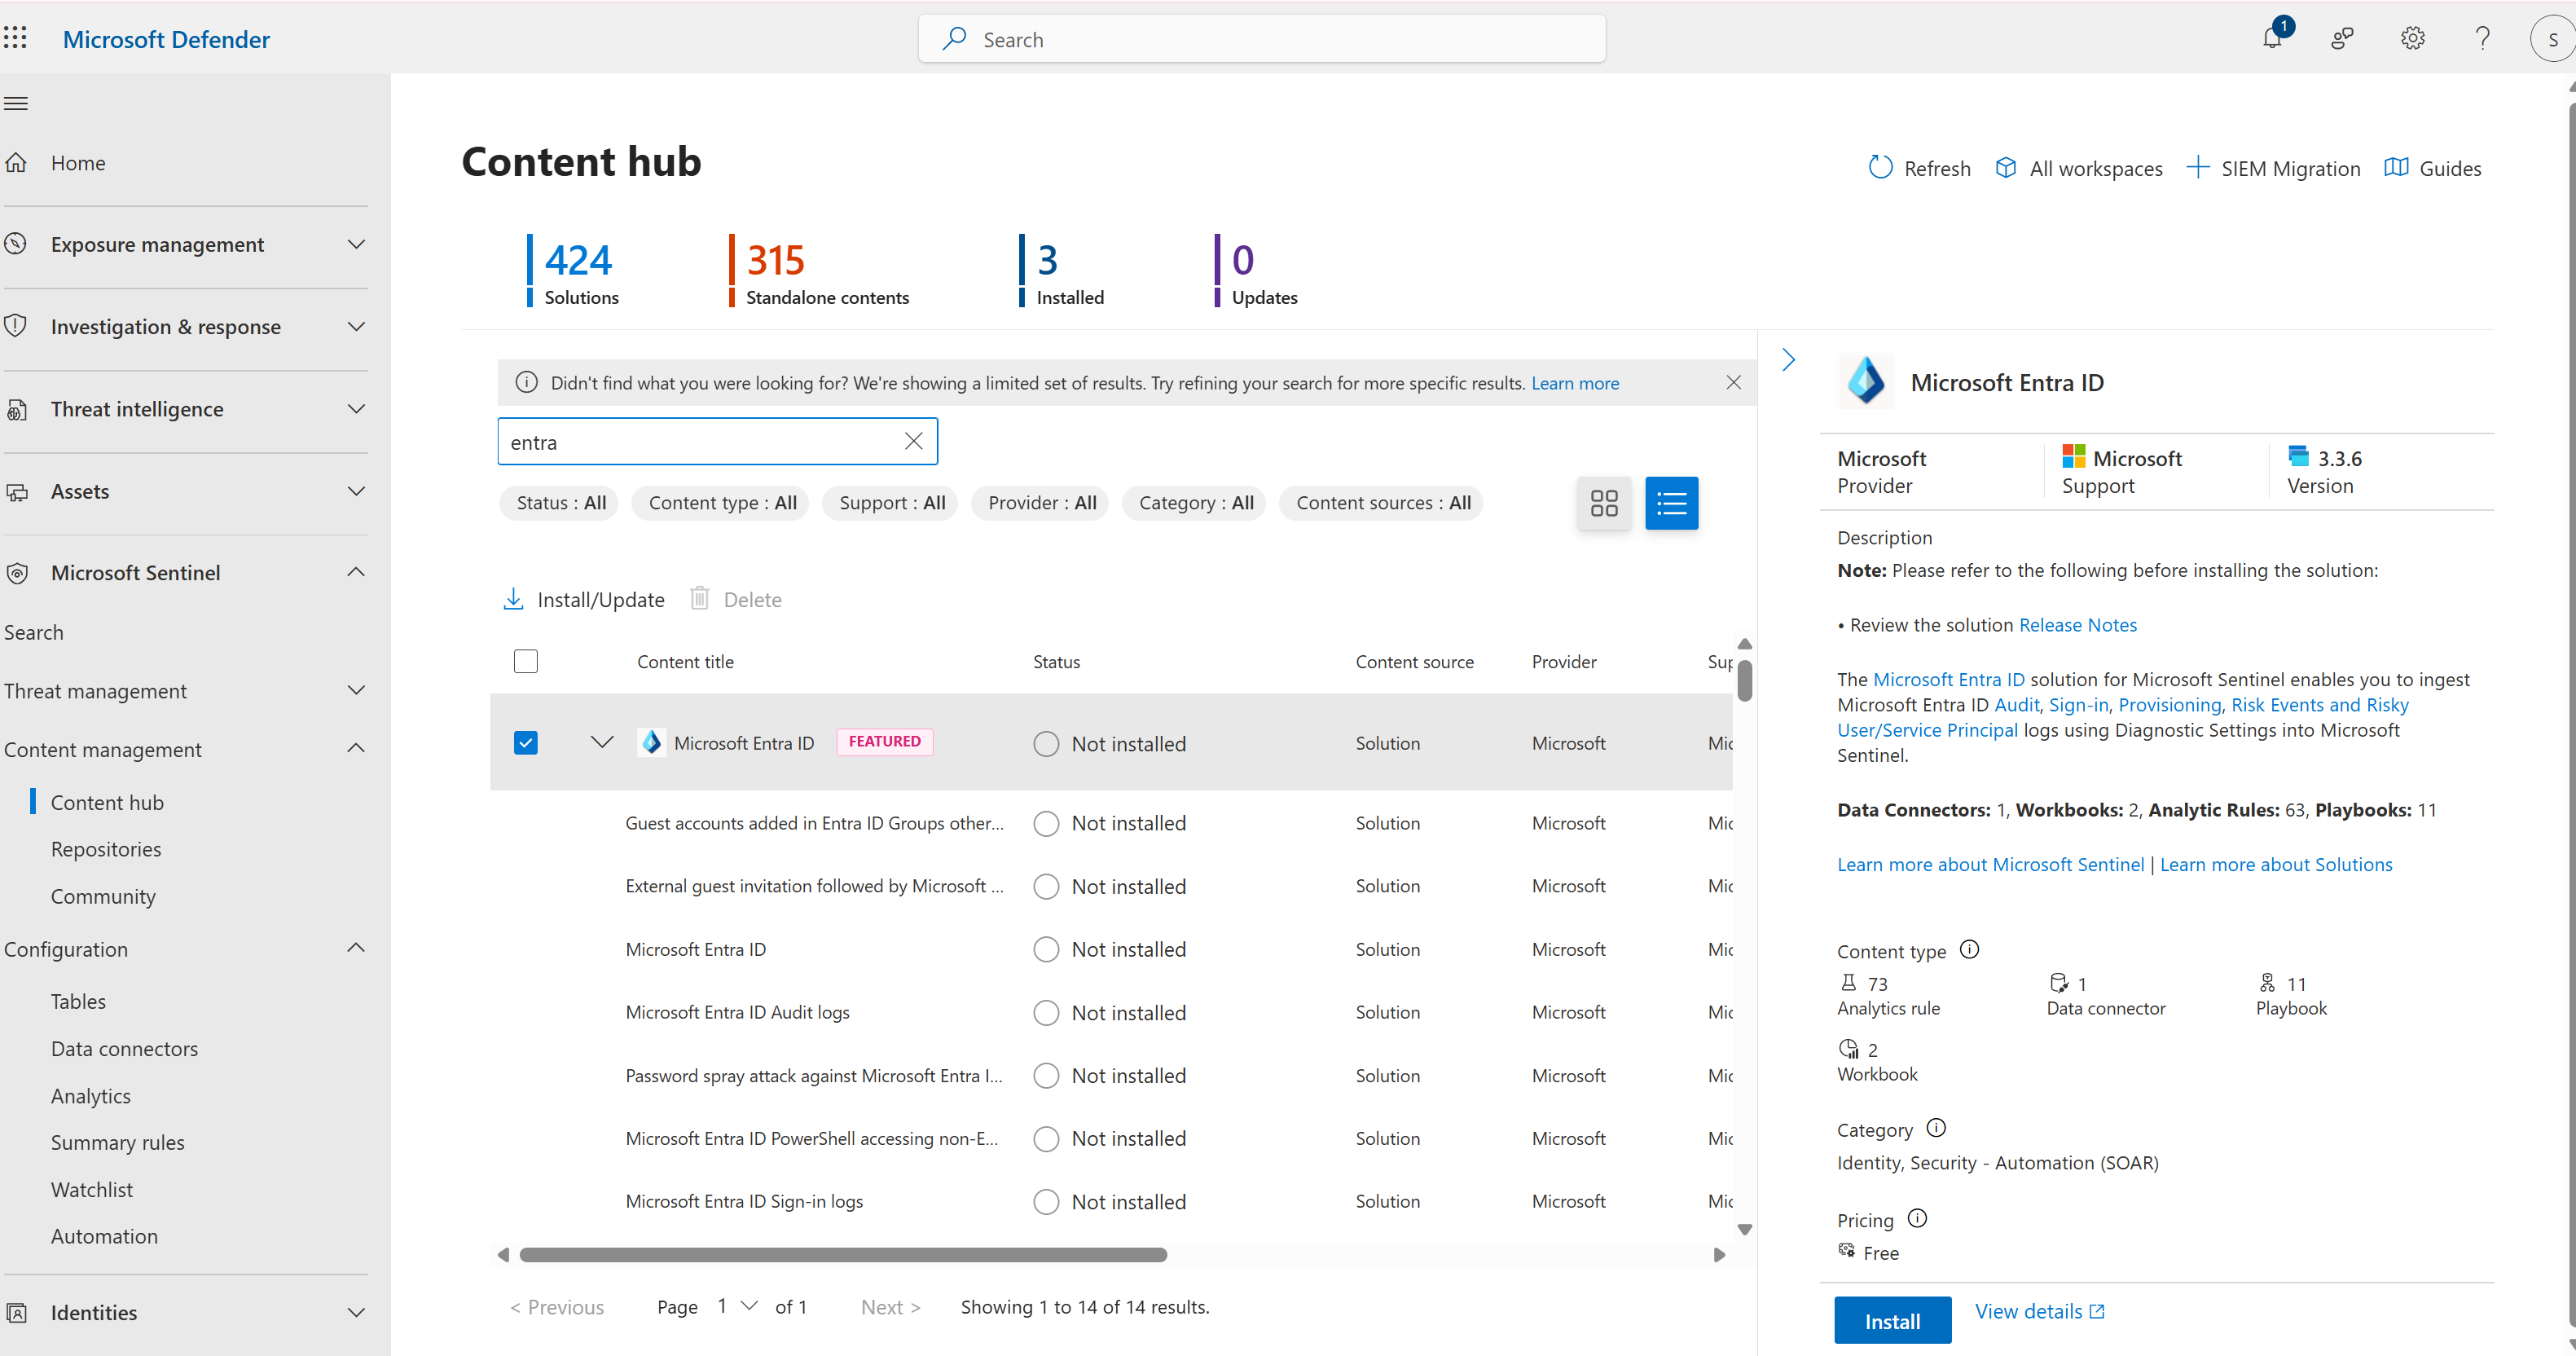 Microsoft Defender
Search
1
S
Home
Exposure management
Investigation & response
Threat intelligence
Assets
Microsoft Sentinel
Search
Threat management
Content management
Content hub
Repositories
Community
Configuration
Tables
Data connectors
Analytics
Summary rules
Watchlist
Automation
Identities
Content hub
Refresh
All workspaces
SIEM Migration
Guides
424
Solutions
315
Standalone contents
3
Installed
0
Updates
Didn't find what you were looking for? We're showing a limited set of results. Try refining your search for more specific results. Learn more
entra
Status : All
Content type : All
Support : All
Provider : All
Category : All
Content sources : All
Install/Update
Delete
Content title Status Content source Provider Sup
Microsoft Entra ID FEATURED Not installed Solution Microsoft Mic
Guest accounts added in Entra ID Groups other... Not installed Solution Microsoft Mic
External guest invitation followed by Microsoft ... Not installed Solution Microsoft Mic
Microsoft Entra ID Not installed Solution Microsoft Mic
Microsoft Entra ID Audit logs Not installed Solution Microsoft Mic
Password spray attack against Microsoft Entra I... Not installed Solution Microsoft Mic
Microsoft Entra ID PowerShell accessing non-E... Not installed Solution Microsoft Mic
Microsoft Entra ID Sign-in logs Not installed Solution Microsoft Mic
< Previous Page 1 of 1 Next > Showing 1 to 14 of 14 results.
Microsoft Entra ID
Microsoft
Provider
Microsoft
Support
3.3.6
Version
Description
Note: Please refer to the following before installing the solution:
• Review the solution Release Notes
The Microsoft Entra ID solution for Microsoft Sentinel enables you to ingest
Microsoft Entra ID Audit, Sign-in, Provisioning, Risk Events and Risky
User/Service Principal logs using Diagnostic Settings into Microsoft
Sentinel.
Data Connectors: 1, Workbooks: 2, Analytic Rules: 63, Playbooks: 11
Learn more about Microsoft Sentinel | Learn more about Solutions
Content type
73
Analytics rule
1
Data connector
11
Playbook
2
Workbook
Category
Identity, Security - Automation (SOAR)
Pricing
Free
Install
View details